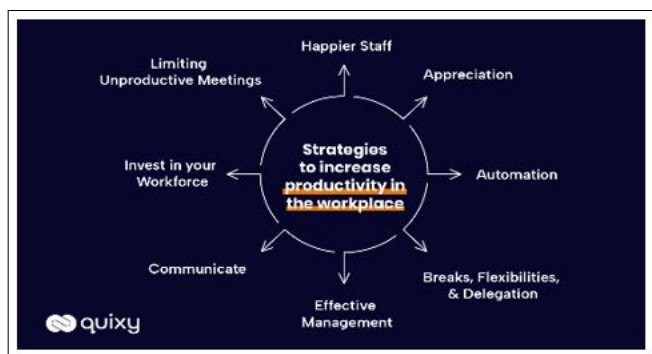 Happier Staff
Limiting
Unproductive Meetings
Appreciation
Strategies
to increase
productivity in
the workplace
Invest in your
Workforce
Automation
Communicate
Breaks, Flexibilities,
& Delegation
Effective
Management
quixy